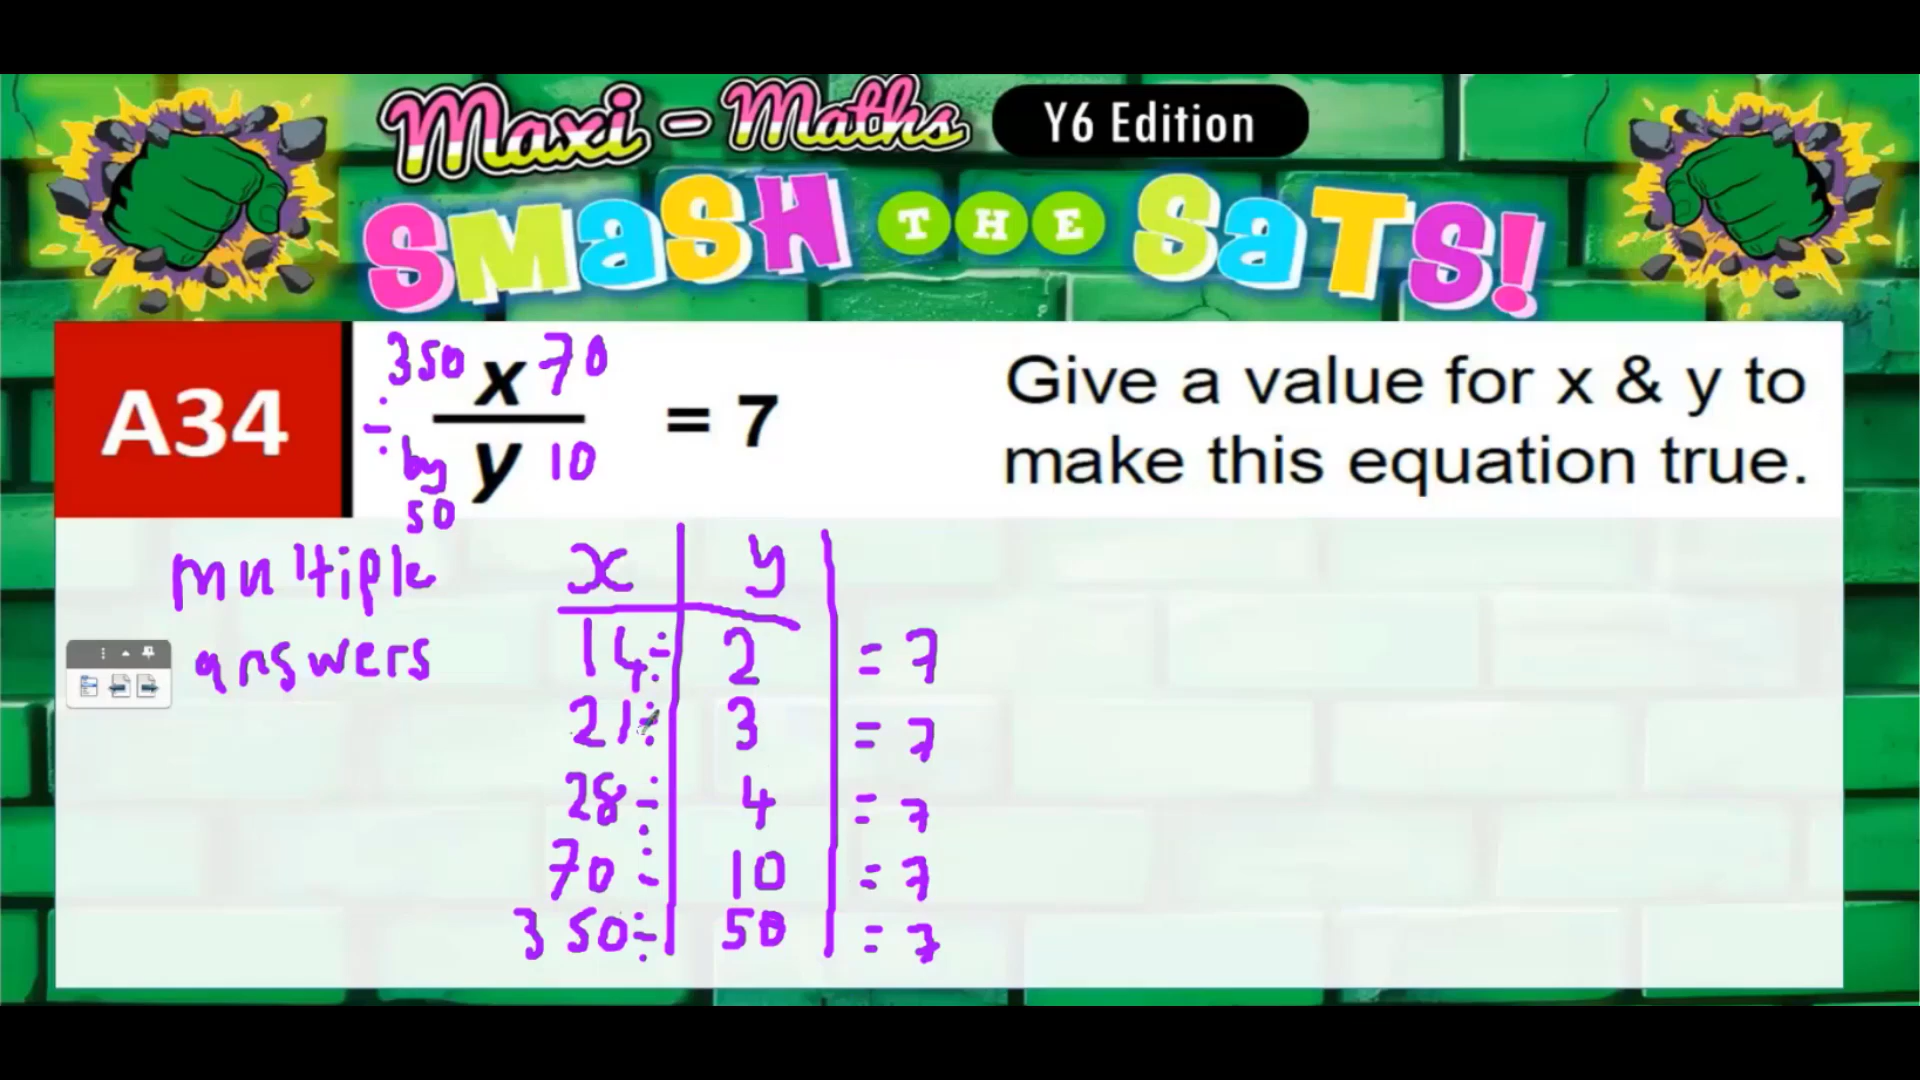 Maxi - Maths Y6 Edition
SMaSH THE SaTS!
A34
350 x 70
÷ — = 7
by y 10
50
Give a value for x & y to
make this equation true.
multiple
answers
x y
14 ÷ 2 = 7
21 ÷ 3 = 7
28 ÷ 4 = 7
70 ÷ 10 = 7
350 ÷ 50 = 7